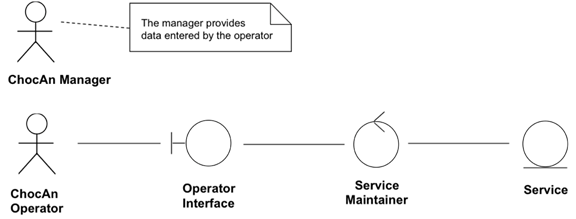 The manager provides
data entered by the operator
ChocAn Manager
ChocAn
Operator
Operator
Interface
Service
Maintainer
Service